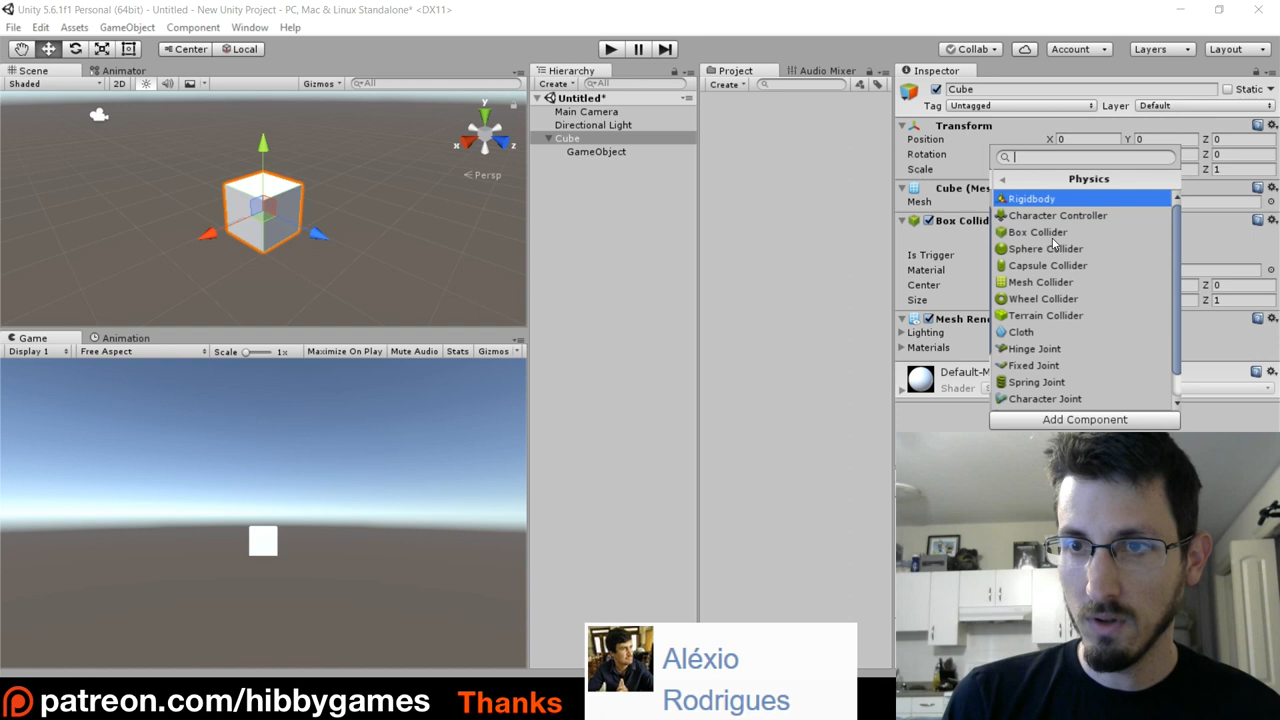 Unity 5.6.1f1 Personal (64bit) - Untitled - New Unity Project - PC, Mac & Linux Standalone* <DX11>
File Edit Assets GameObject Component Window Help
Center Local Collab Account Layers Layout
Scene Animator
Shaded 2D Gizmos All
y
x z
Persp
Game Animation
Display 1 Free Aspect Scale 1x Maximize On Play Mute Audio Stats Gizmos
Hierarchy
Create All
Untitled*
Main Camera
Directional Light
Cube
GameObject
Project Audio Mixer
Create
Inspector
Cube Static
Tag Untagged Layer Default
Transform
Position X 0 Y 0 Z 0
Rotation Z 0
Scale Z 1
Cube (Mes
Mesh
Box Collid
Is Trigger
Material
Center Z 0
Size Z 1
Mesh Ren
Lighting
Materials
Default-M
Shader
Physics
Rigidbody
Character Controller
Box Collider
Sphere Collider
Capsule Collider
Mesh Collider
Wheel Collider
Terrain Collider
Cloth
Hinge Joint
Fixed Joint
Spring Joint
Character Joint
Add Component
patreon.com/hibbygames Thanks
Aléxio
Rodrigues